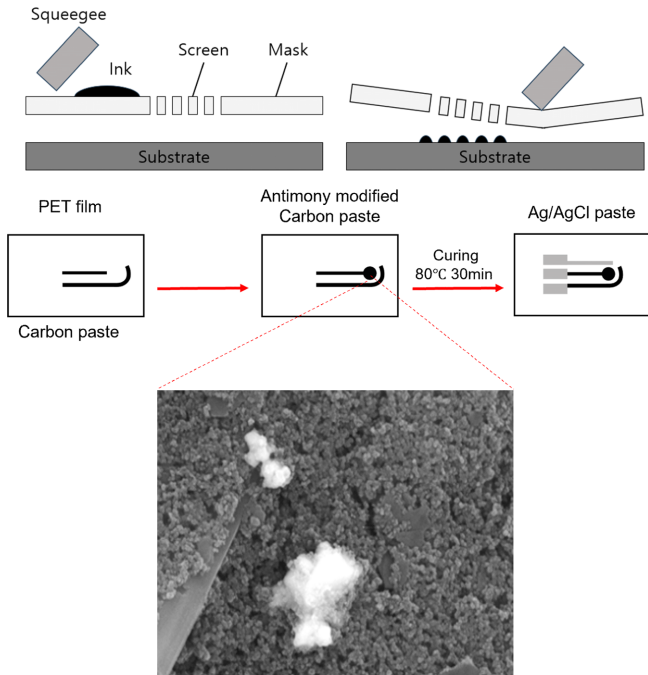 Squeegee
Ink
Screen
Mask
Substrate
Substrate
PET film
Carbon paste
Antimony modified
Carbon paste
Curing
80℃ 30min
Ag/AgCl paste